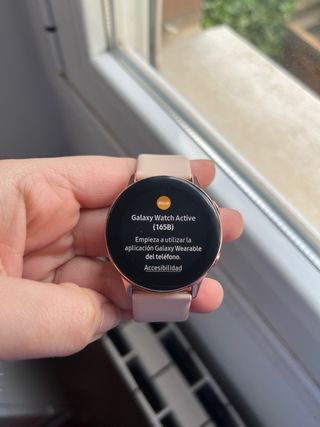 Galaxy Watch Active
(165B)
Empieza a utilizar la
aplicación Galaxy Wearable
del teléfono.
Accesibilidad